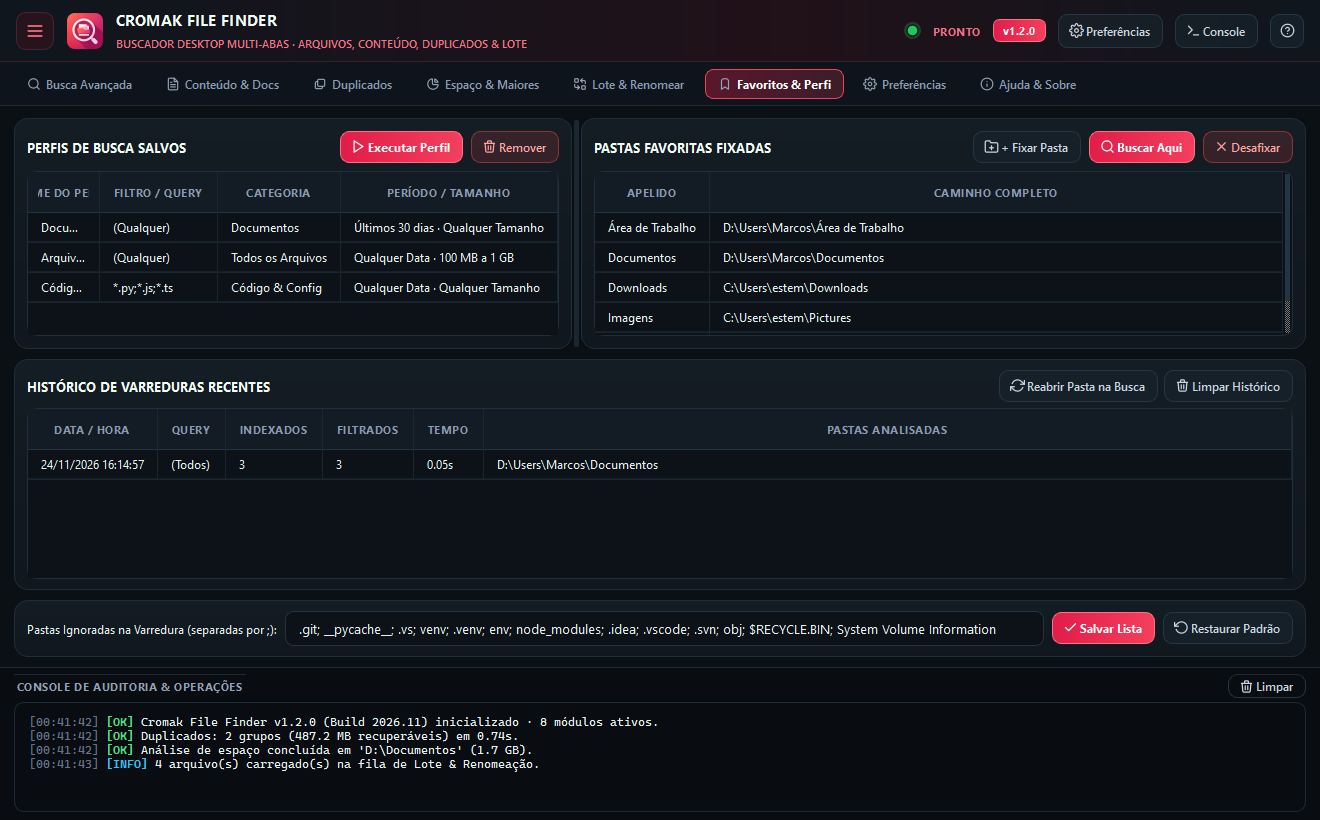 CROMAK FILE FINDER
BUSCADOR DESKTOP MULTI-ABAS · ARQUIVOS, CONTEÚDO, DUPLICADOS & LOTE
PRONTO
v1.2.0
Preferências
Console
Busca Avançada
Conteúdo & Docs
Duplicados
Espaço & Maiores
Lote & Renomear
Favoritos & Perfi
Preferências
Ajuda & Sobre
PERFIS DE BUSCA SALVOS
Executar Perfil
Remover
ME DO PE FILTRO / QUERY CATEGORIA PERÍODO / TAMANHO
Docu... (Qualquer) Documentos Últimos 30 dias · Qualquer Tamanho
Arquiv... (Qualquer) Todos os Arquivos Qualquer Data · 100 MB a 1 GB
Códig... *.py;*.js;*.ts Código & Config Qualquer Data · Qualquer Tamanho
PASTAS FAVORITAS FIXADAS
+ Fixar Pasta
Buscar Aqui
Desafixar
APELIDO CAMINHO COMPLETO
Área de Trabalho D:\Users\Marcos\Área de Trabalho
Documentos D:\Users\Marcos\Documentos
Downloads C:\Users\estem\Downloads
Imagens C:\Users\estem\Pictures
HISTÓRICO DE VARREDURAS RECENTES
Reabrir Pasta na Busca
Limpar Histórico
DATA / HORA QUERY INDEXADOS FILTRADOS TEMPO PASTAS ANALISADAS
24/11/2026 16:14:57 (Todos) 3 3 0.05s D:\Users\Marcos\Documentos
Pastas Ignoradas na Varredura (separadas por ;):
.git; __pycache__; .vs; venv; .venv; env; node_modules; .idea; .vscode; .svn; obj; $RECYCLE.BIN; System Volume Information
Salvar Lista
Restaurar Padrão
CONSOLE DE AUDITORIA & OPERAÇÕES
Limpar
[00:41:42] [OK] Cromak File Finder v1.2.0 (Build 2026.11) inicializado · 8 módulos ativos.
[00:41:42] [OK] Duplicados: 2 grupos (487.2 MB recuperáveis) em 0.74s.
[00:41:42] [OK] Análise de espaço concluída em 'D:\Documentos' (1.7 GB).
[00:41:43] [INFO] 4 arquivo(s) carregado(s) na fila de Lote & Renomeação.